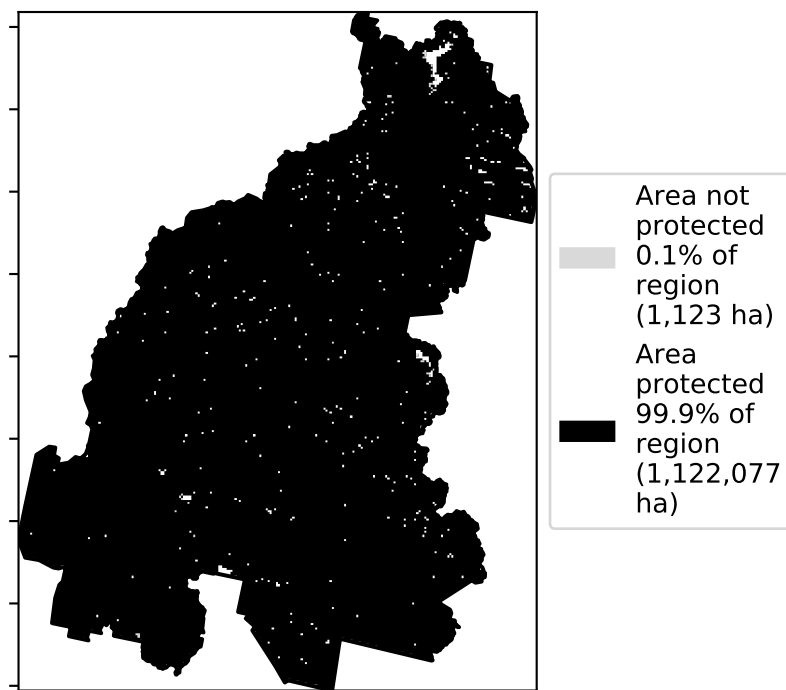 Area not
protected
0.1% of
region
(1,123 ha)
Area
protected
99.9% of
region
(1,122,077
ha)